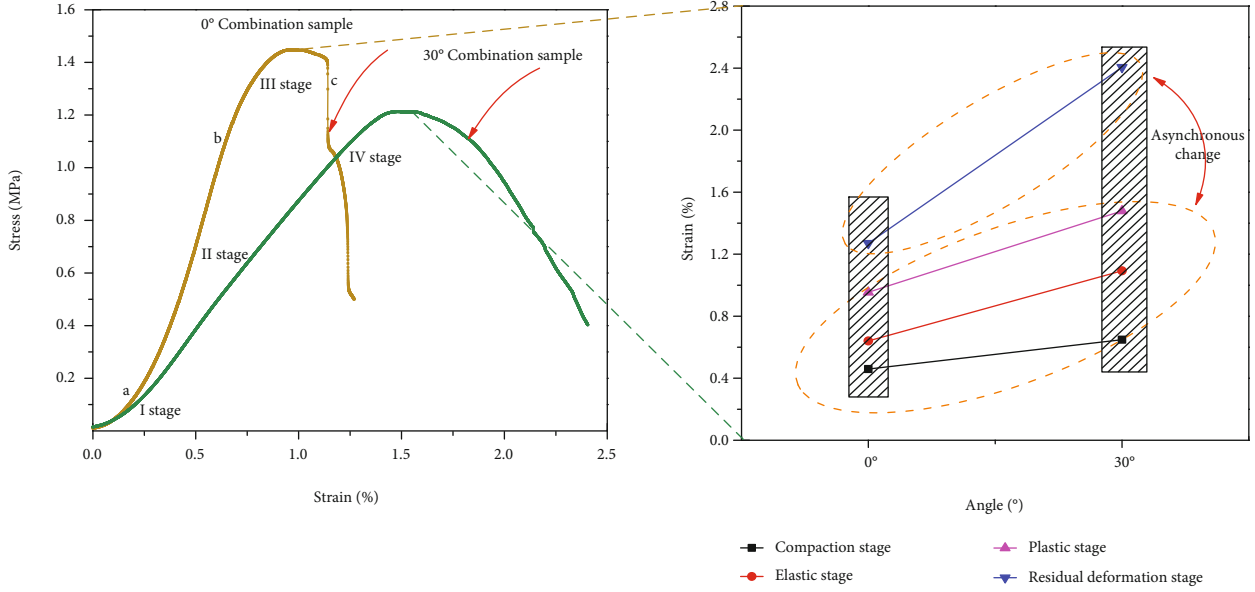 0° Combination sample
30° Combination sample
III stage
c
b
IV stage
II stage
a
I stage
Stress (MPa)
1.6
1.4
1.2
1.0
0.8
0.6
0.4
0.2
0.0
0.5
1.0
1.5
2.0
2.5
Strain (%)
Strain (%)
2.8
2.4
2.0
1.6
1.2
0.8
0.4
0.0
Asynchronous
change
0°
30°
Angle (°)
Compaction stage
Plastic stage
Elastic stage
Residual deformation stage